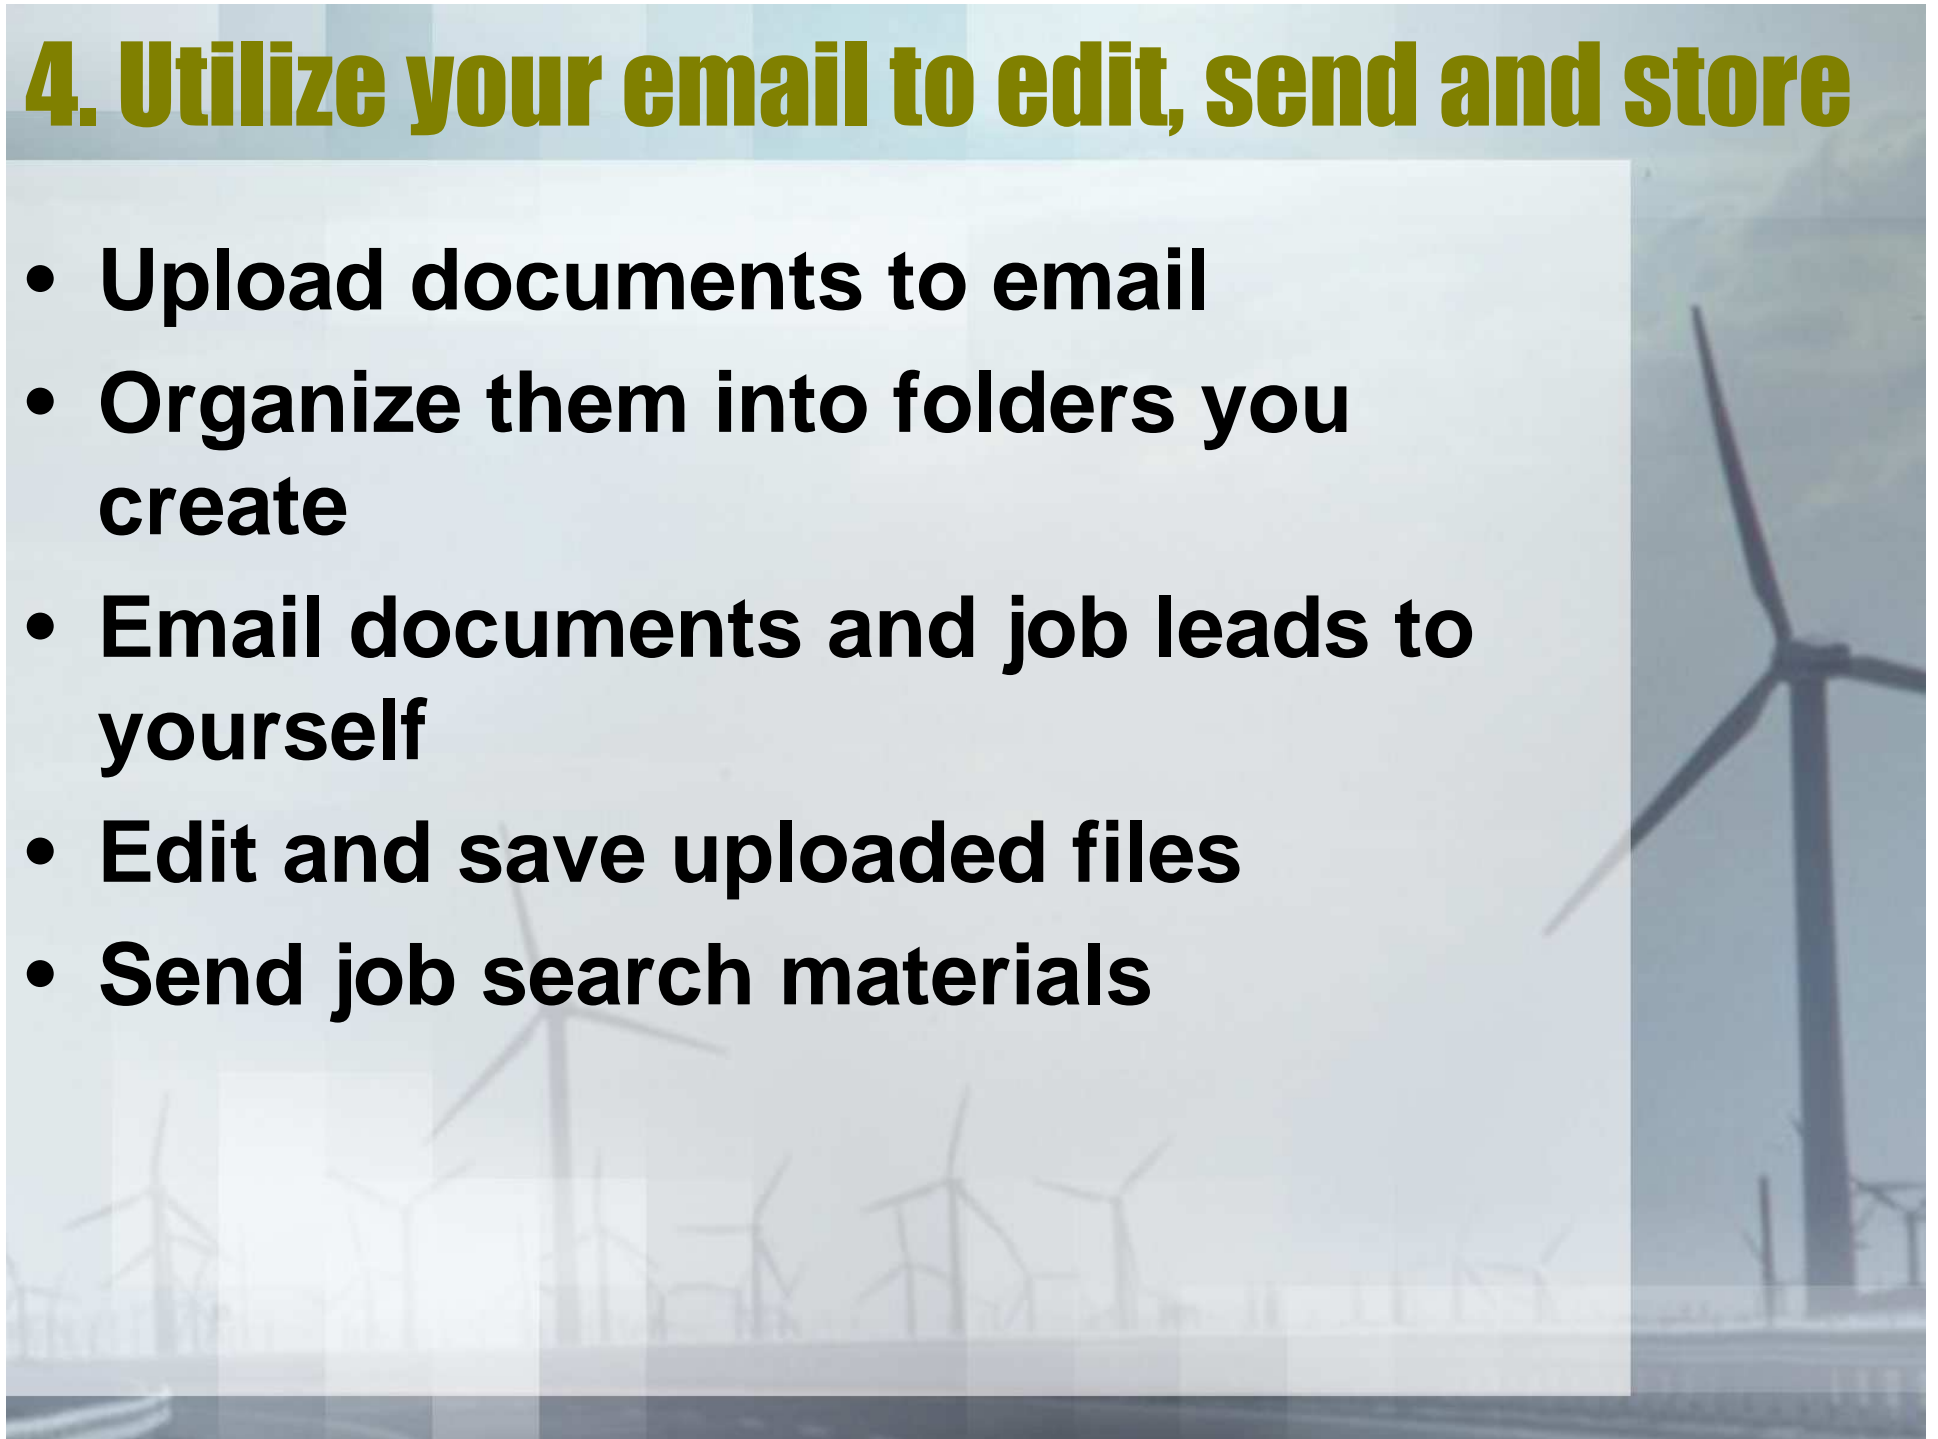 4. Utilize your email to edit, send and store
• Upload documents to email
• Organize them into folders you
create
• Email documents and job leads to
yourself
• Edit and save uploaded files
• Send job search materials